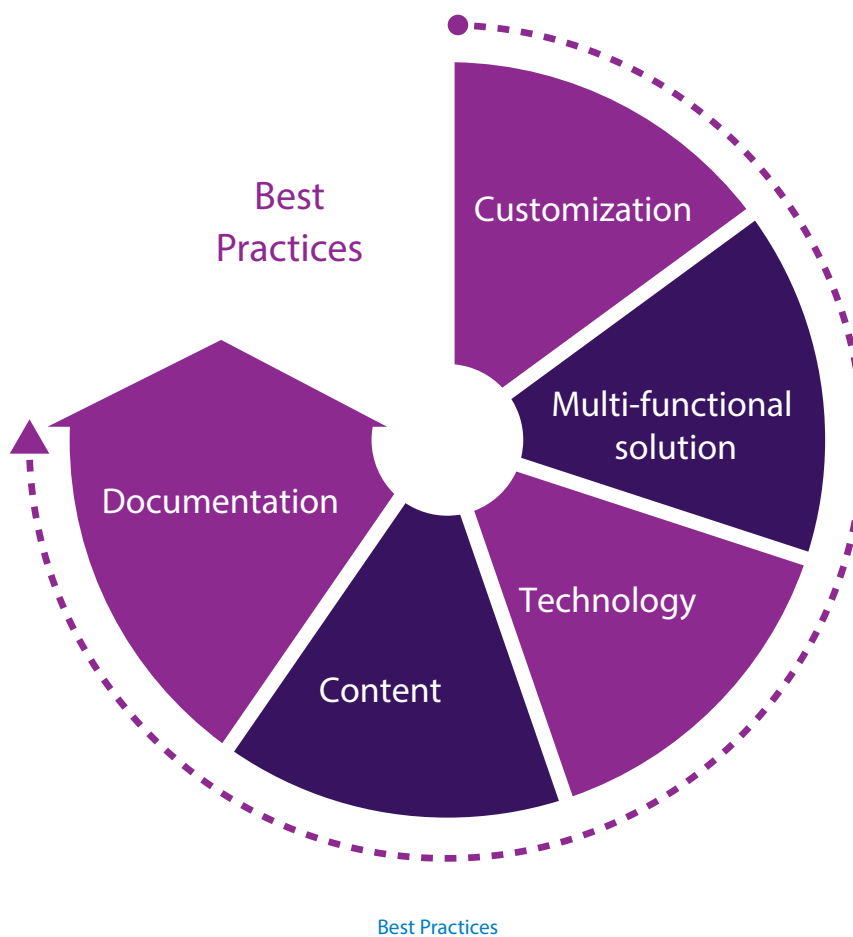 Best
Practices
Customization
Multi-functional
solution
Technology
Content
Documentation
Best Practices